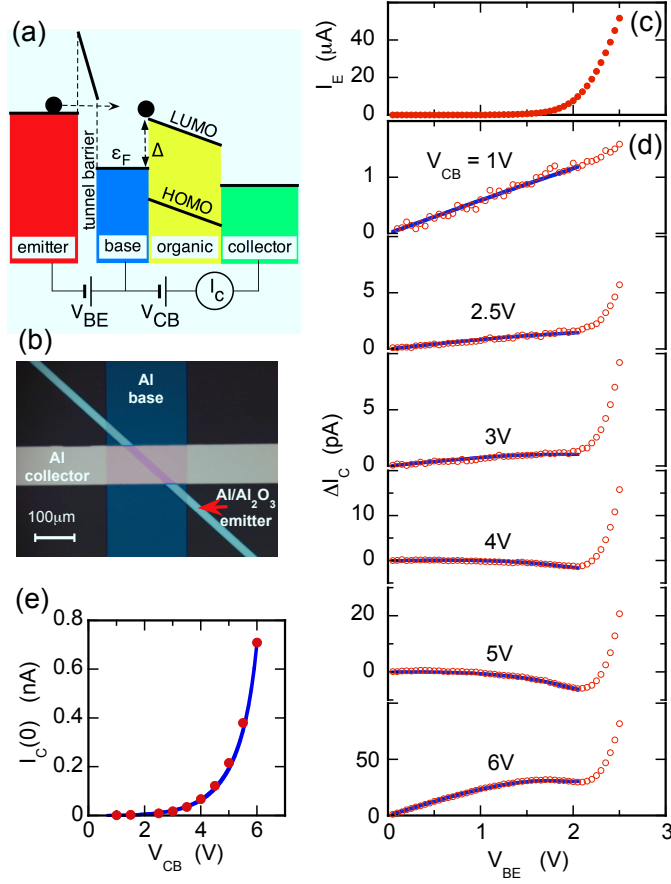 (a)
LUMO
Δ
ε_F
HOMO
tunnel barrier
emitter
base
organic
collector
V_BE
V_CB
I_C
(b)
Al
base
Al
collector
Al/Al_2O_3
emitter
100μm
(c)
I_E (μA)
40
0
(d)
V_CB = 1V
1
0
2.5V
5
0
3V
5
0
4V
10
0
5V
20
0
6V
50
0
ΔI_C (pA)
0 1 2 3
V_BE (V)
(e)
I_C(0) (nA)
0.8
0.6
0.4
0.2
0
0 2 4 6
V_CB (V)